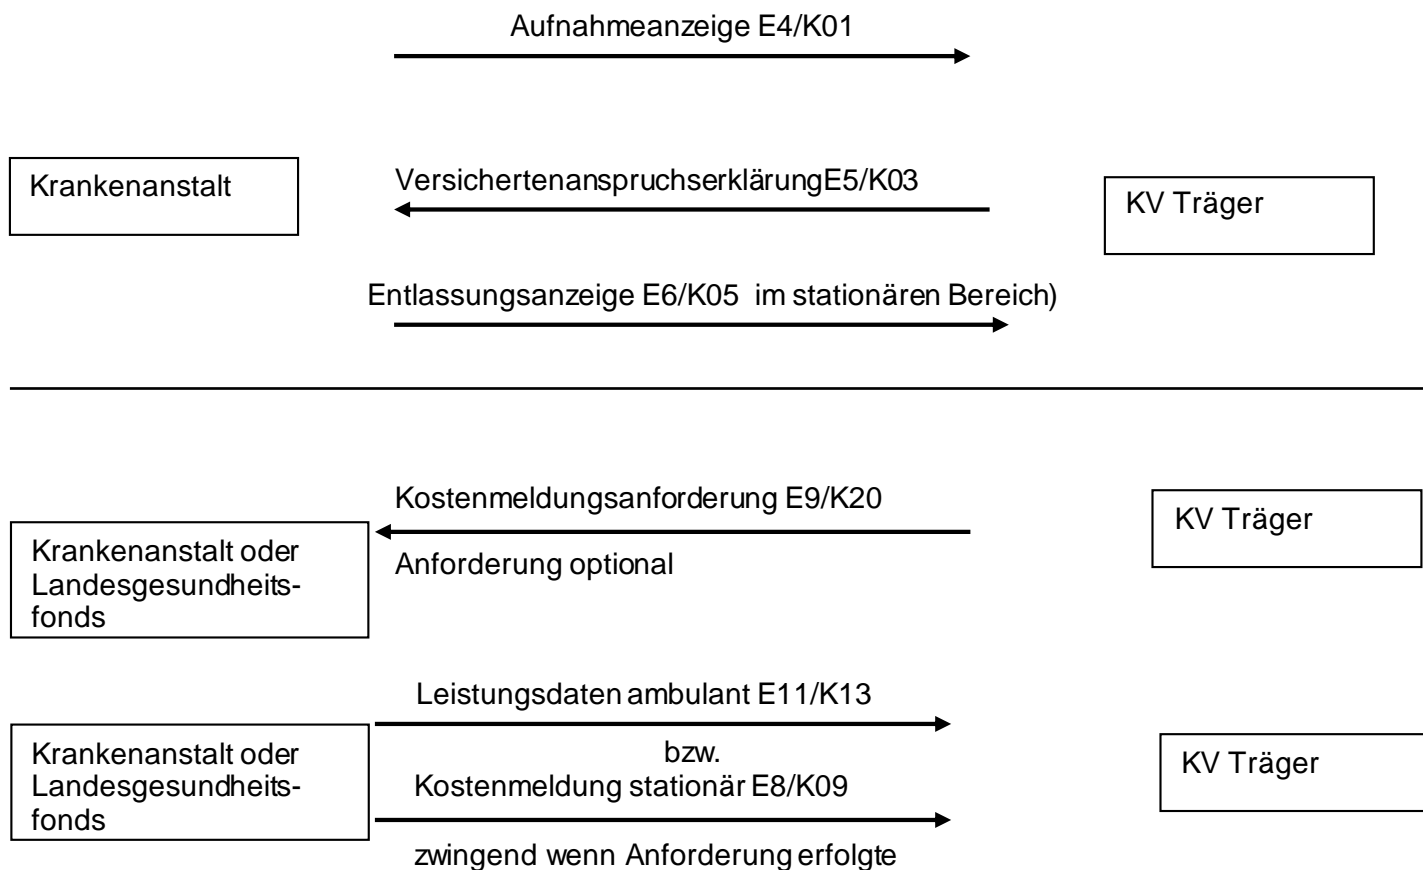 Aufnahmeanzeige E4/K01
Krankenanstalt
VersichertenanspruchserklärungE5/K03
KV Träger
Entlassungsanzeige E6/K05 im stationären Bereich)
Kostenmeldungsanforderung E9/K20
KV Träger
Krankenanstalt oder
Landesgesundheits-
fonds
Anforderung optional
Leistungsdaten ambulant E11/K13
Krankenanstalt oder
Landesgesundheits-
fonds
bzw.
Kostenmeldung stationär E8/K09
KV Träger
zwingend wenn Anforderung erfolgte